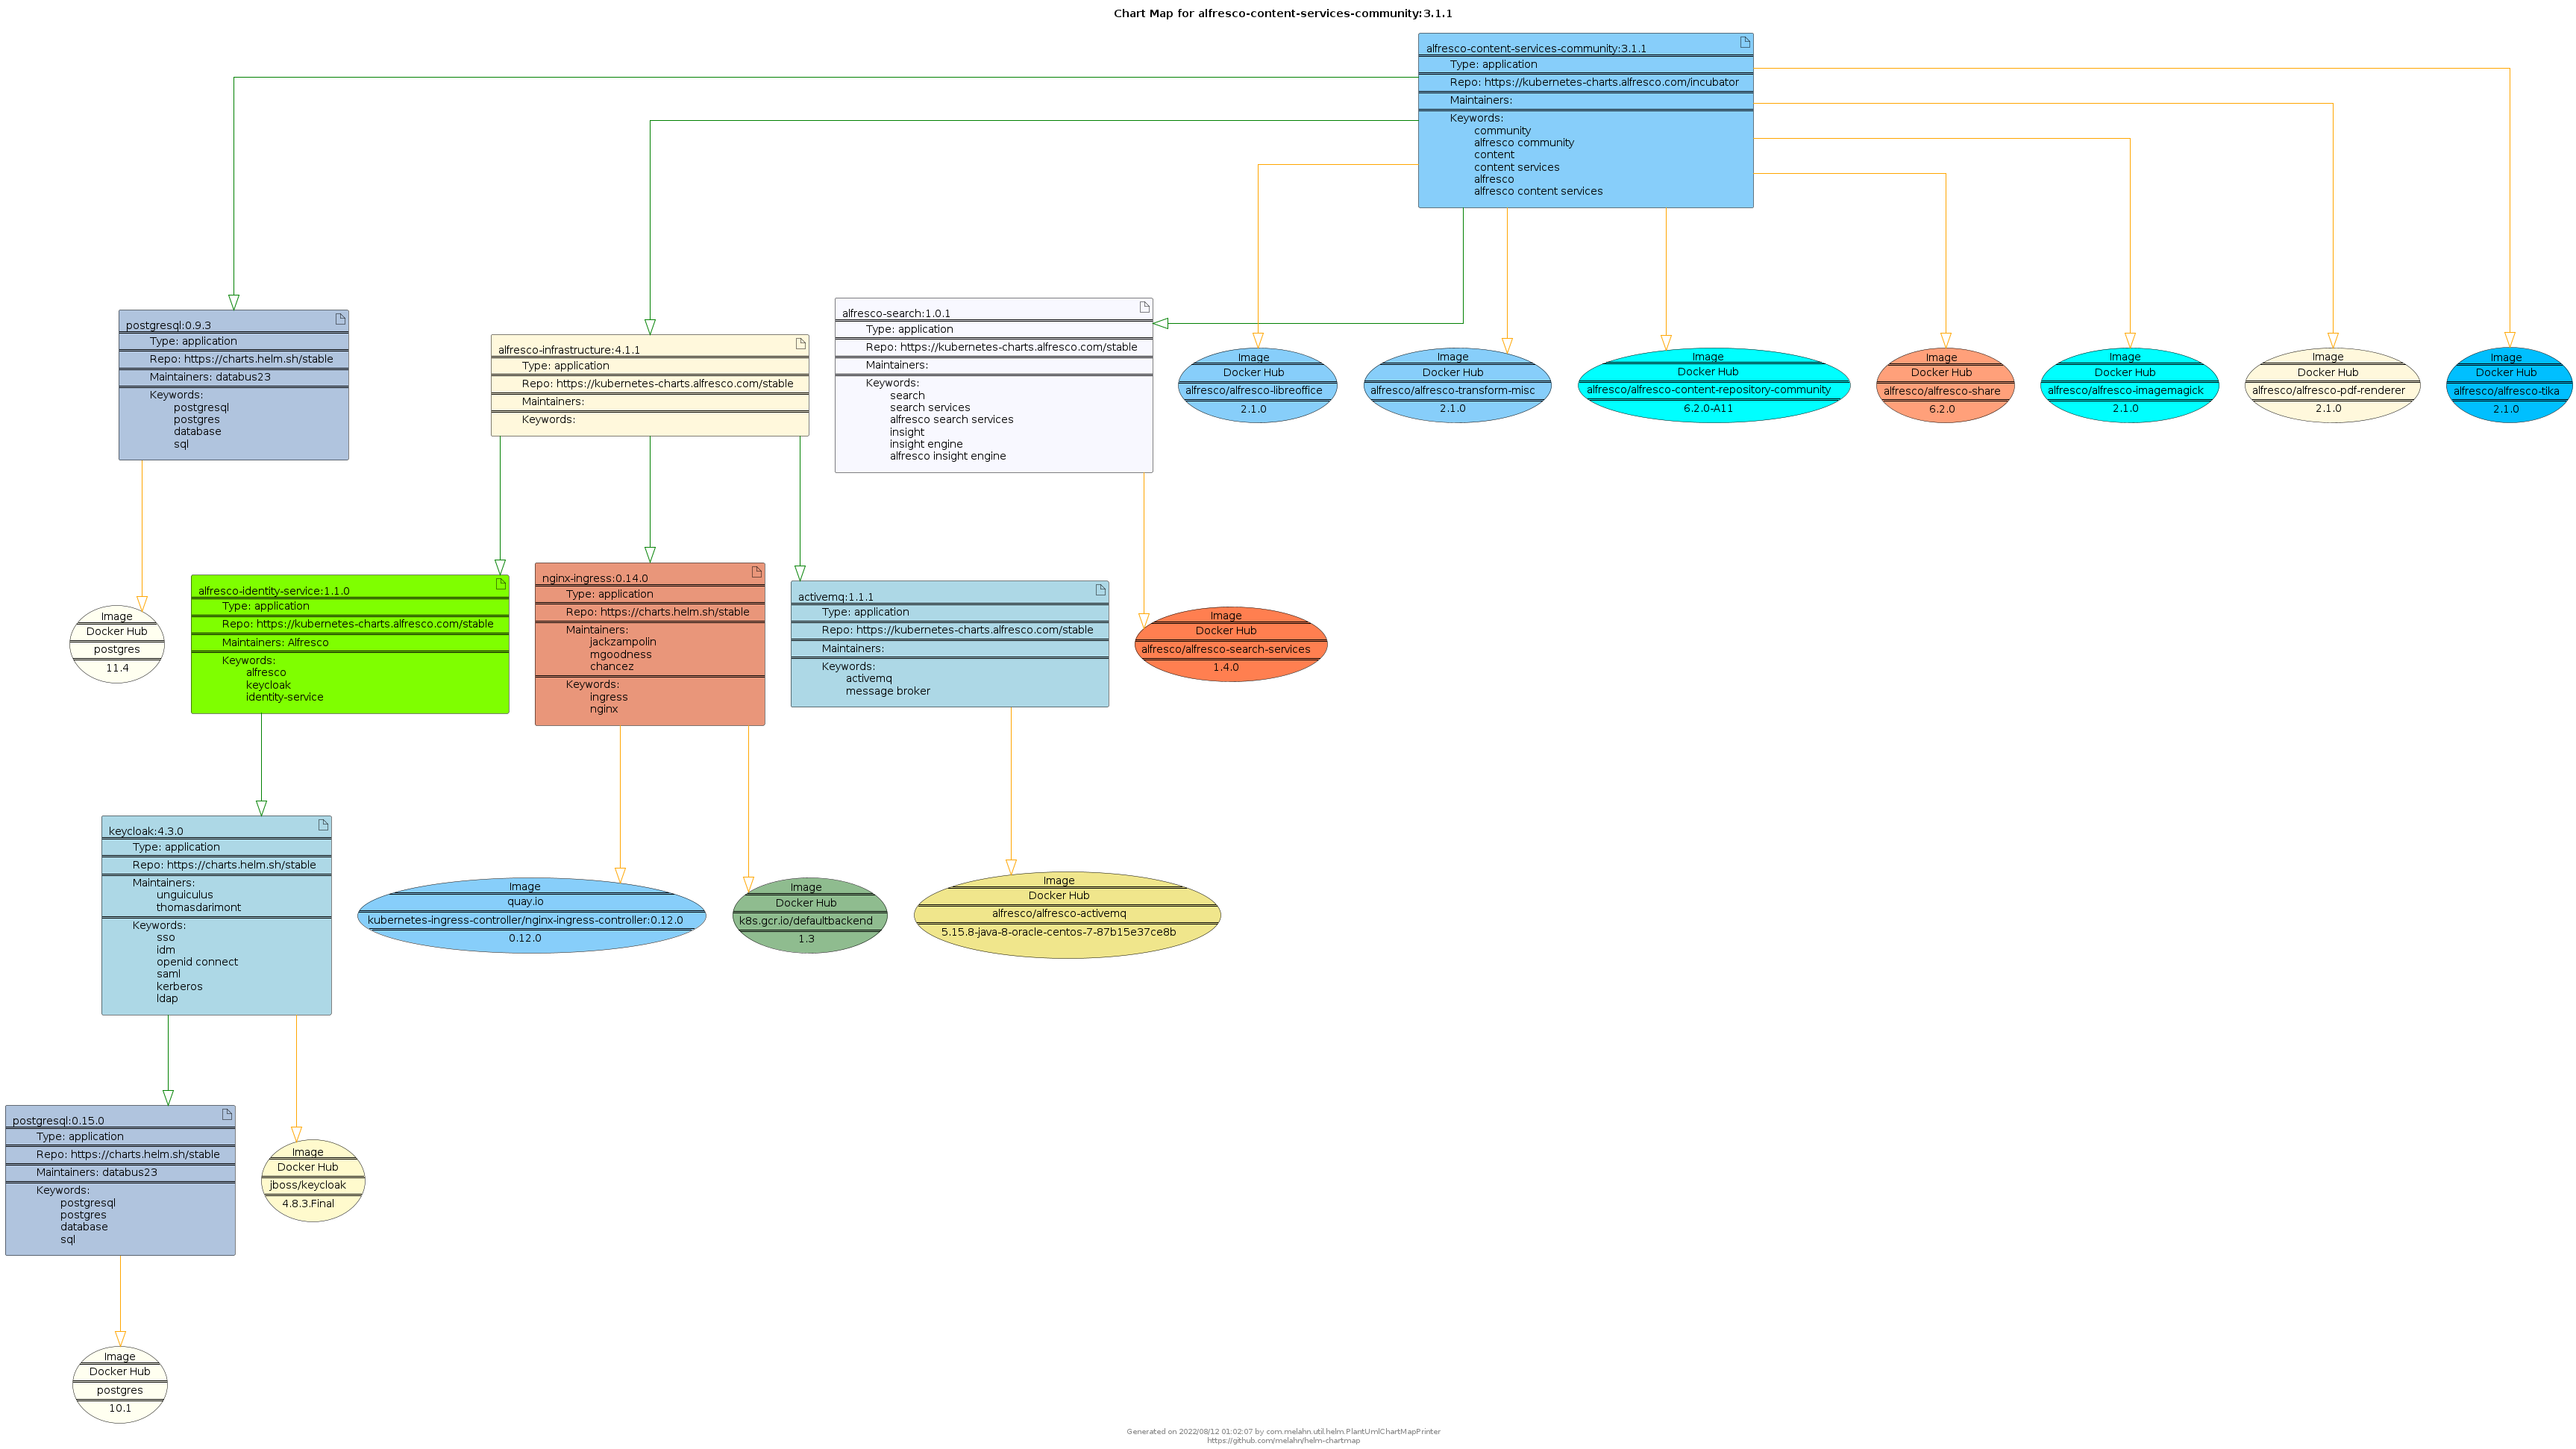 Chart Map for alfresco-content-services-community:3.1.1
alfresco-content-services-community:3.1.1
Type: application
Repo: https://kubernetes-charts.alfresco.com/incubator
Maintainers:
Keywords:
community
alfresco community
content
content services
alfresco
alfresco content services
postgresql:0.9.3
Type: application
Repo: https://charts.helm.sh/stable
Maintainers: databus23
Keywords:
postgresql
postgres
database
sql
alfresco-infrastructure:4.1.1
Type: application
Repo: https://kubernetes-charts.alfresco.com/stable
Maintainers:
Keywords:
alfresco-search:1.0.1
Type: application
Repo: https://kubernetes-charts.alfresco.com/stable
Maintainers:
Keywords:
search
search services
alfresco search services
insight
insight engine
alfresco insight engine
Image
Docker Hub
alfresco/alfresco-libreoffice
2.1.0
Image
Docker Hub
alfresco/alfresco-transform-misc
2.1.0
Image
Docker Hub
alfresco/alfresco-content-repository-community
6.2.0-A11
Image
Docker Hub
alfresco/alfresco-share
6.2.0
Image
Docker Hub
alfresco/alfresco-imagemagick
2.1.0
Image
Docker Hub
alfresco/alfresco-pdf-renderer
2.1.0
Image
Docker Hub
alfresco/alfresco-tika
2.1.0
Image
Docker Hub
postgres
11.4
alfresco-identity-service:1.1.0
Type: application
Repo: https://kubernetes-charts.alfresco.com/stable
Maintainers: Alfresco
Keywords:
alfresco
keycloak
identity-service
nginx-ingress:0.14.0
Type: application
Repo: https://charts.helm.sh/stable
Maintainers:
jackzampolin
mgoodness
chancez
Keywords:
ingress
nginx
activemq:1.1.1
Type: application
Repo: https://kubernetes-charts.alfresco.com/stable
Maintainers:
Keywords:
activemq
message broker
Image
Docker Hub
alfresco/alfresco-search-services
1.4.0
keycloak:4.3.0
Type: application
Repo: https://charts.helm.sh/stable
Maintainers:
unguiculus
thomasdarimont
Keywords:
sso
idm
openid connect
saml
kerberos
ldap
Image
quay.io
kubernetes-ingress-controller/nginx-ingress-controller:0.12.0
0.12.0
Image
Docker Hub
k8s.gcr.io/defaultbackend
1.3
Image
Docker Hub
alfresco/alfresco-activemq
5.15.8-java-8-oracle-centos-7-87b15e37ce8b
postgresql:0.15.0
Type: application
Repo: https://charts.helm.sh/stable
Maintainers: databus23
Keywords:
postgresql
postgres
database
sql
Image
Docker Hub
jboss/keycloak
4.8.3.Final
Image
Docker Hub
postgres
10.1
Generated on 2022/08/12 01:02:07 by com.melahn.util.helm.PlantUmlChartMapPrinter
https://github.com/melahn/helm-chartmap